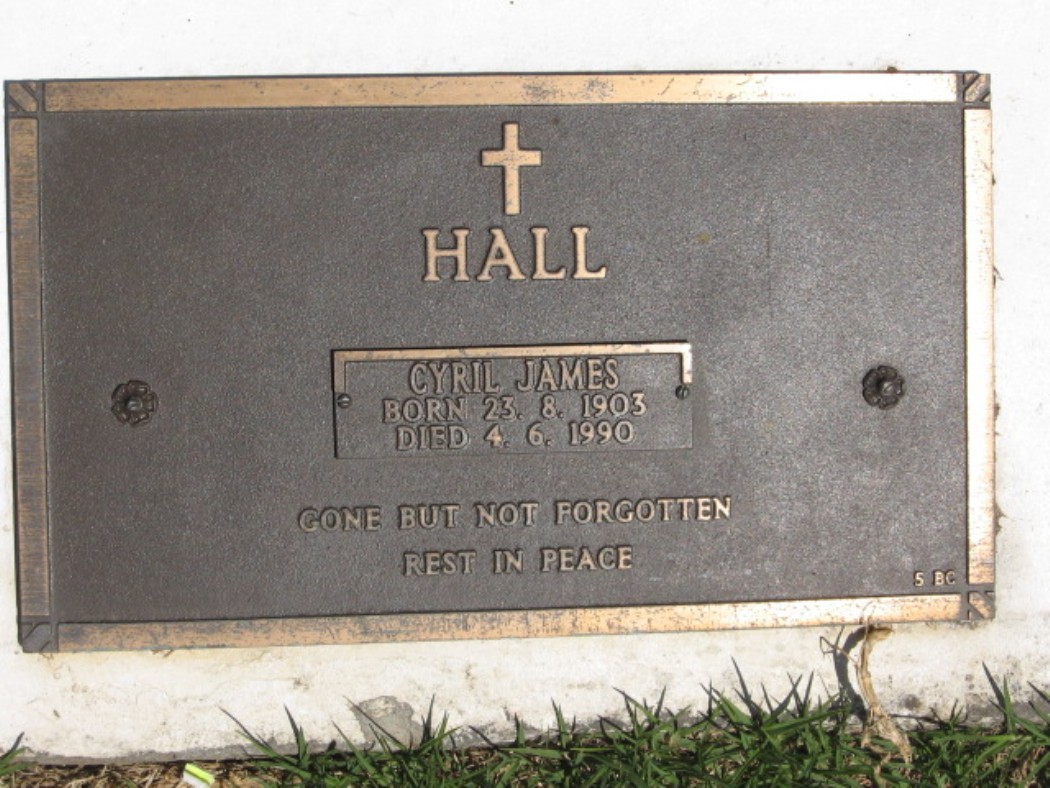 HALL
CYRIL JAMES
BORN 23. 8. 1903
DIED 4. 6. 1990
GONE BUT NOT FORGOTTEN
REST IN PEACE
5 BC